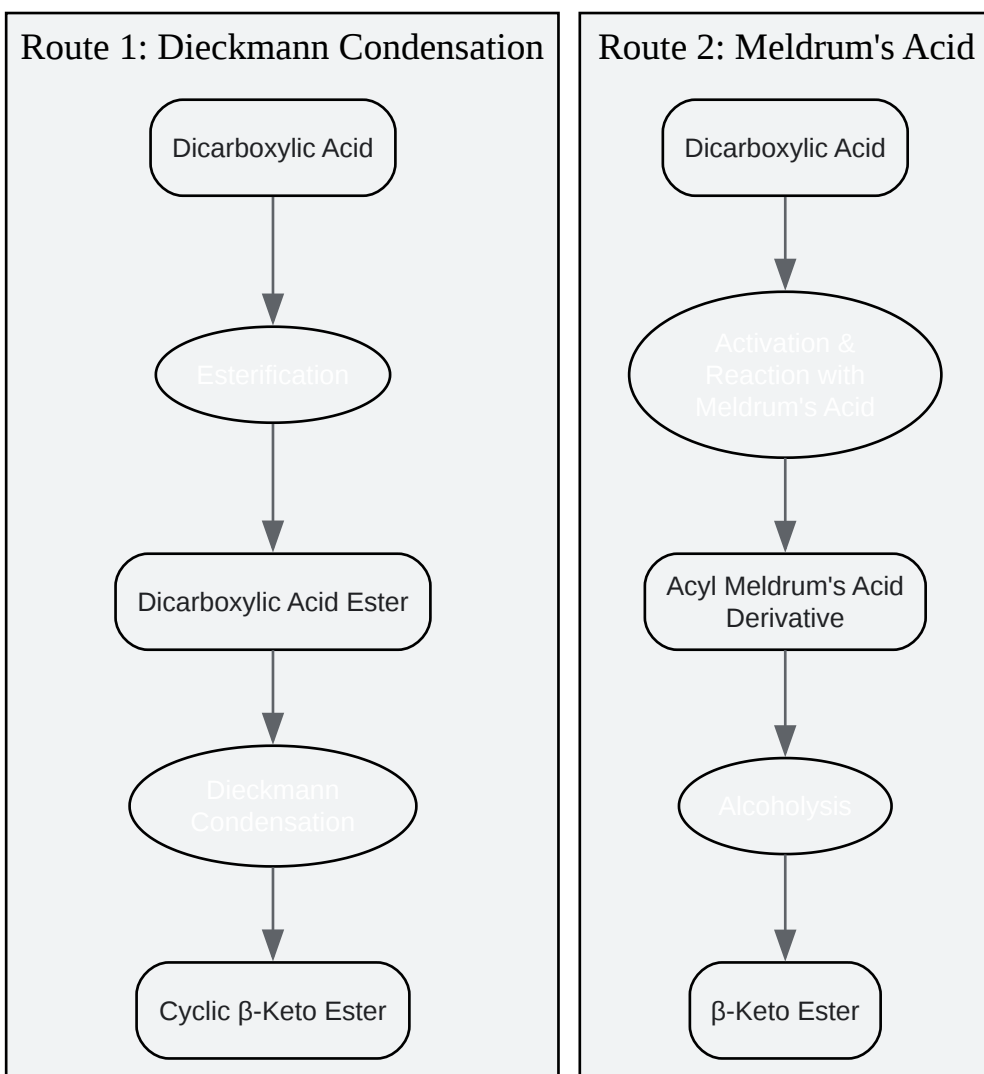 Route 1: Dieckmann Condensation
Dicarboxylic Acid
Esterification
Dicarboxylic Acid Ester
Dieckmann
Condensation
Cyclic β-Keto Ester
Route 2: Meldrum's Acid
Dicarboxylic Acid
Activation &
Reaction with
Meldrum's Acid
Acyl Meldrum's Acid
Derivative
Alcoholysis
β-Keto Ester